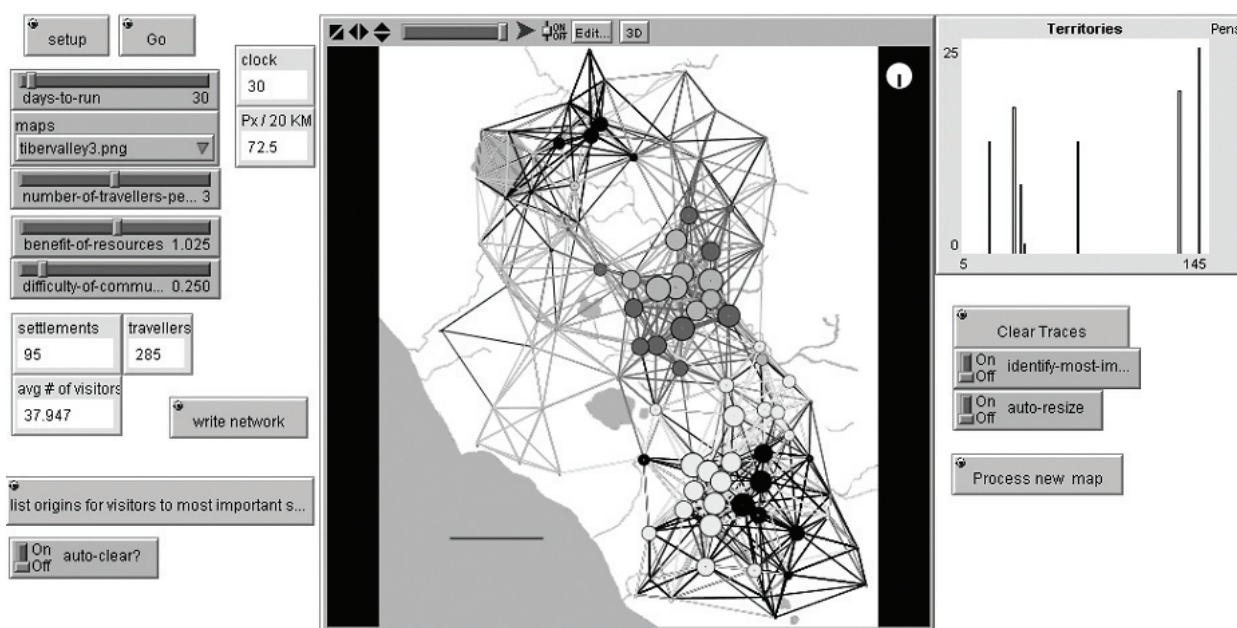 setup
Go
clock
30
days-to-run 30
Px / 20 KM
72.5
maps
tibervalley3.png
number-of-travellers-pe... 3
benefit-of-resources 1.025
difficulty-of-commu... 0.250
settlements
95
travellers
285
avg # of visitors
37.947
write network
list origins for visitors to most important s...
On
Off
auto-clear?
ON
OFF
Edit...
3D
Territories
Pens
25
0
5
145
Clear Traces
On
Off
identify-most-im...
On
Off
auto-resize
Process new map